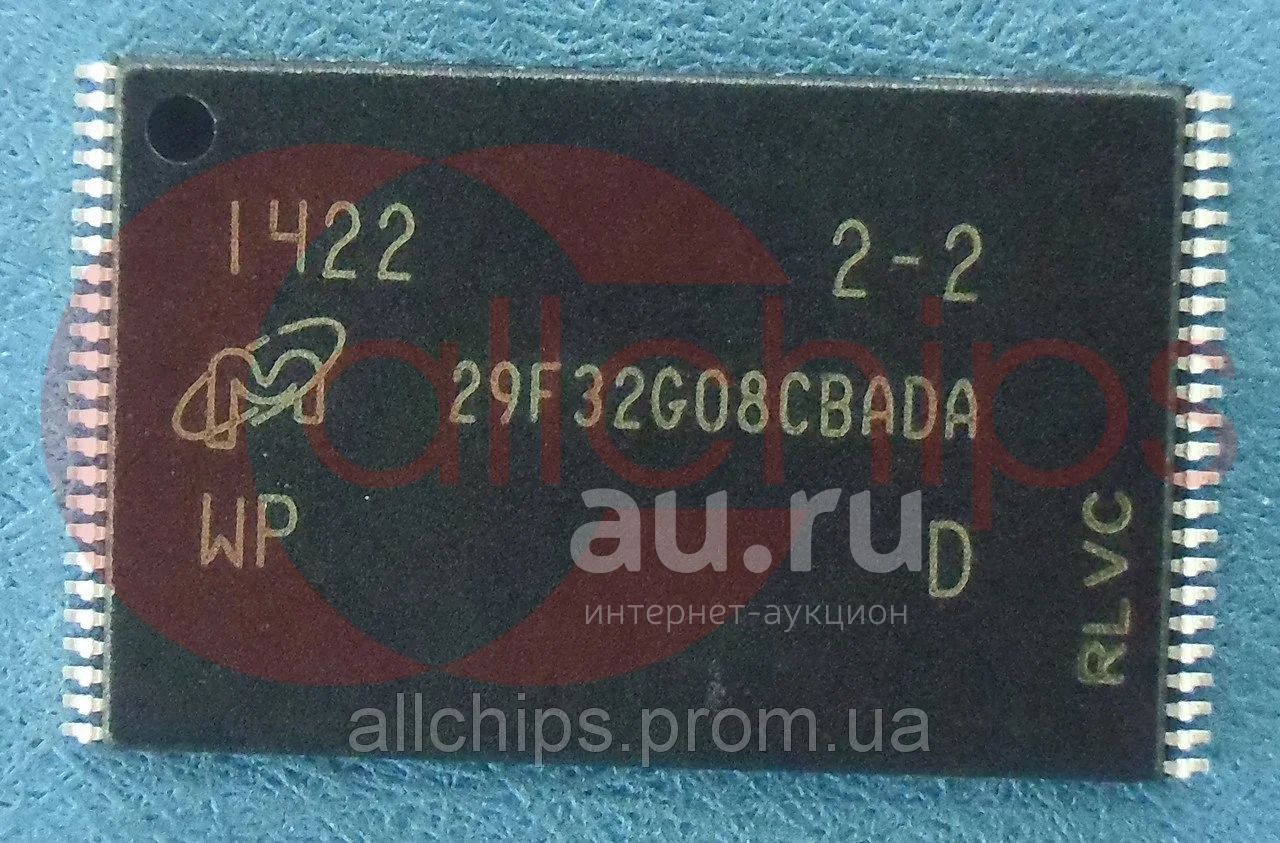 1422 2-2
29F32G08CBADA
WP D
RLVC
allchips
au.ru
интернет-аукцион
allchips.prom.ua